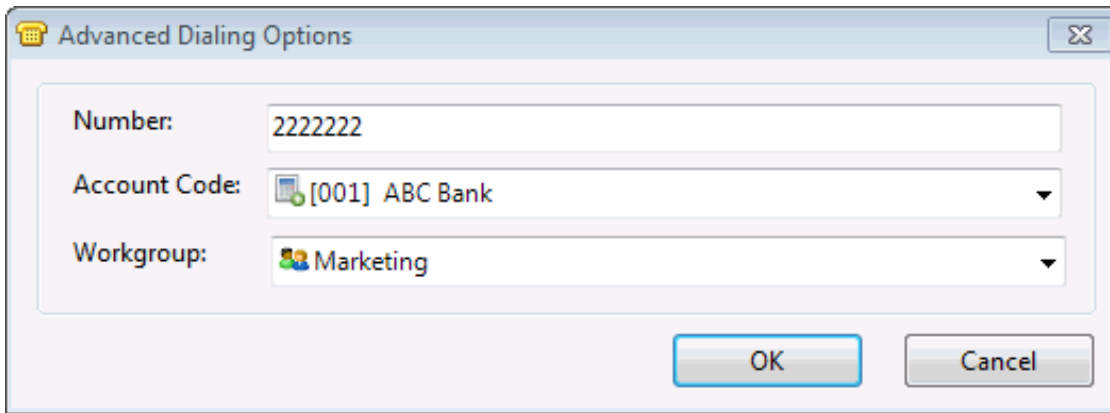 Advanced Dialing Options
Number: 2222222
Account Code: [001] ABC Bank
Workgroup: Marketing
OK Cancel